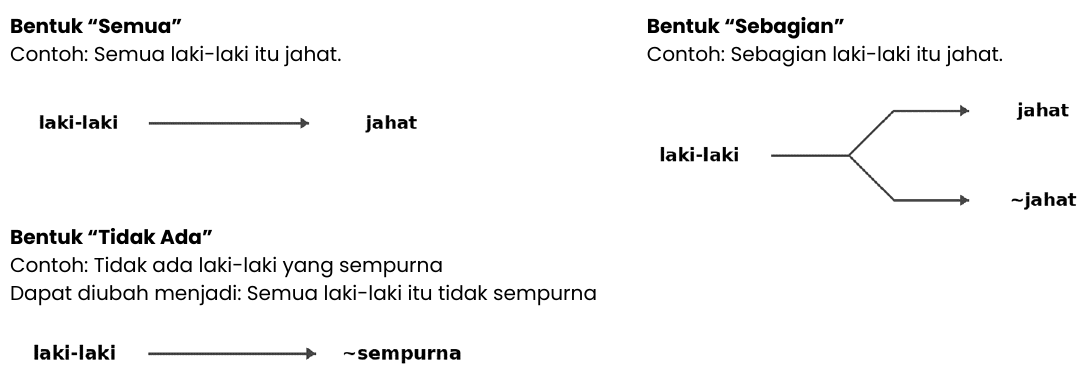 Bentuk “Semua”
Contoh: Semua laki-laki itu jahat.
laki-laki jahat
Bentuk “Sebagian”
Contoh: Sebagian laki-laki itu jahat.
jahat
laki-laki
~jahat
Bentuk “Tidak Ada”
Contoh: Tidak ada laki-laki yang sempurna
Dapat diubah menjadi: Semua laki-laki itu tidak sempurna
laki-laki ~sempurna